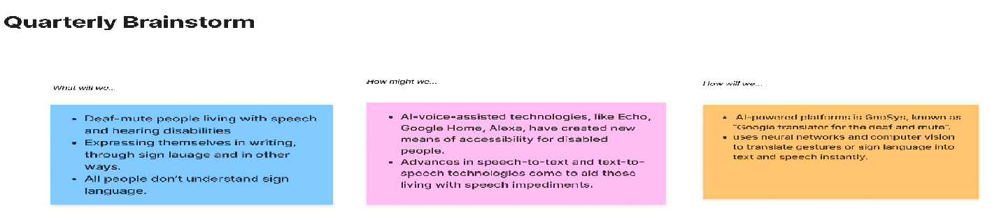 Quarterly Brainstorm
What will we...
• Deaf-mute people living with speech
and hearing disabilities
• Expressing themselves in writing,
through sign lauage and in other
ways.
• All people don't understand sign
language.
How might we...
• AI-voice-assisted technologies, like Echo,
Google Home, Alexa, have created new
means of accessibility for disabled
people.
• Advances in speech-to-text and text-to-
speech technologies come to aid those
living with speech impediments.
How will we...
• AI-powered platforms is GnoSys, known as
"Google translator for the deaf and mute".
• uses neural networks and computer vision
to translate gestures or sign language into
text and speech instantly.